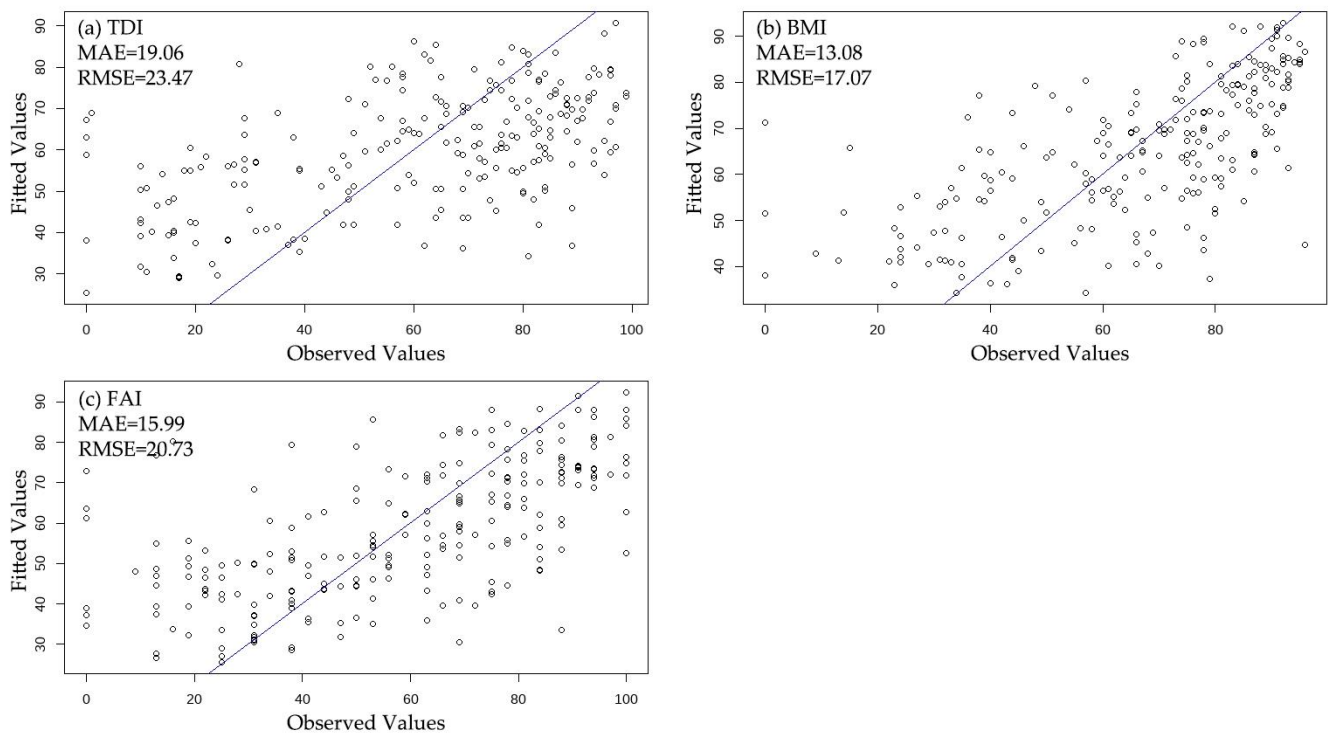 (a) TDI
MAE=19.06
RMSE=23.47
Fitted Values
90
80
70
60
50
40
30
0 20 40 60 80 100
Observed Values
(b) BMI
MAE=13.08
RMSE=17.07
Fitted Values
90
80
70
60
50
40
0 20 40 60 80
Observed Values
(c) FAI
MAE=15.99
RMSE=20.73
Fitted Values
90
80
70
60
50
40
30
0 20 40 60 80 100
Observed Values